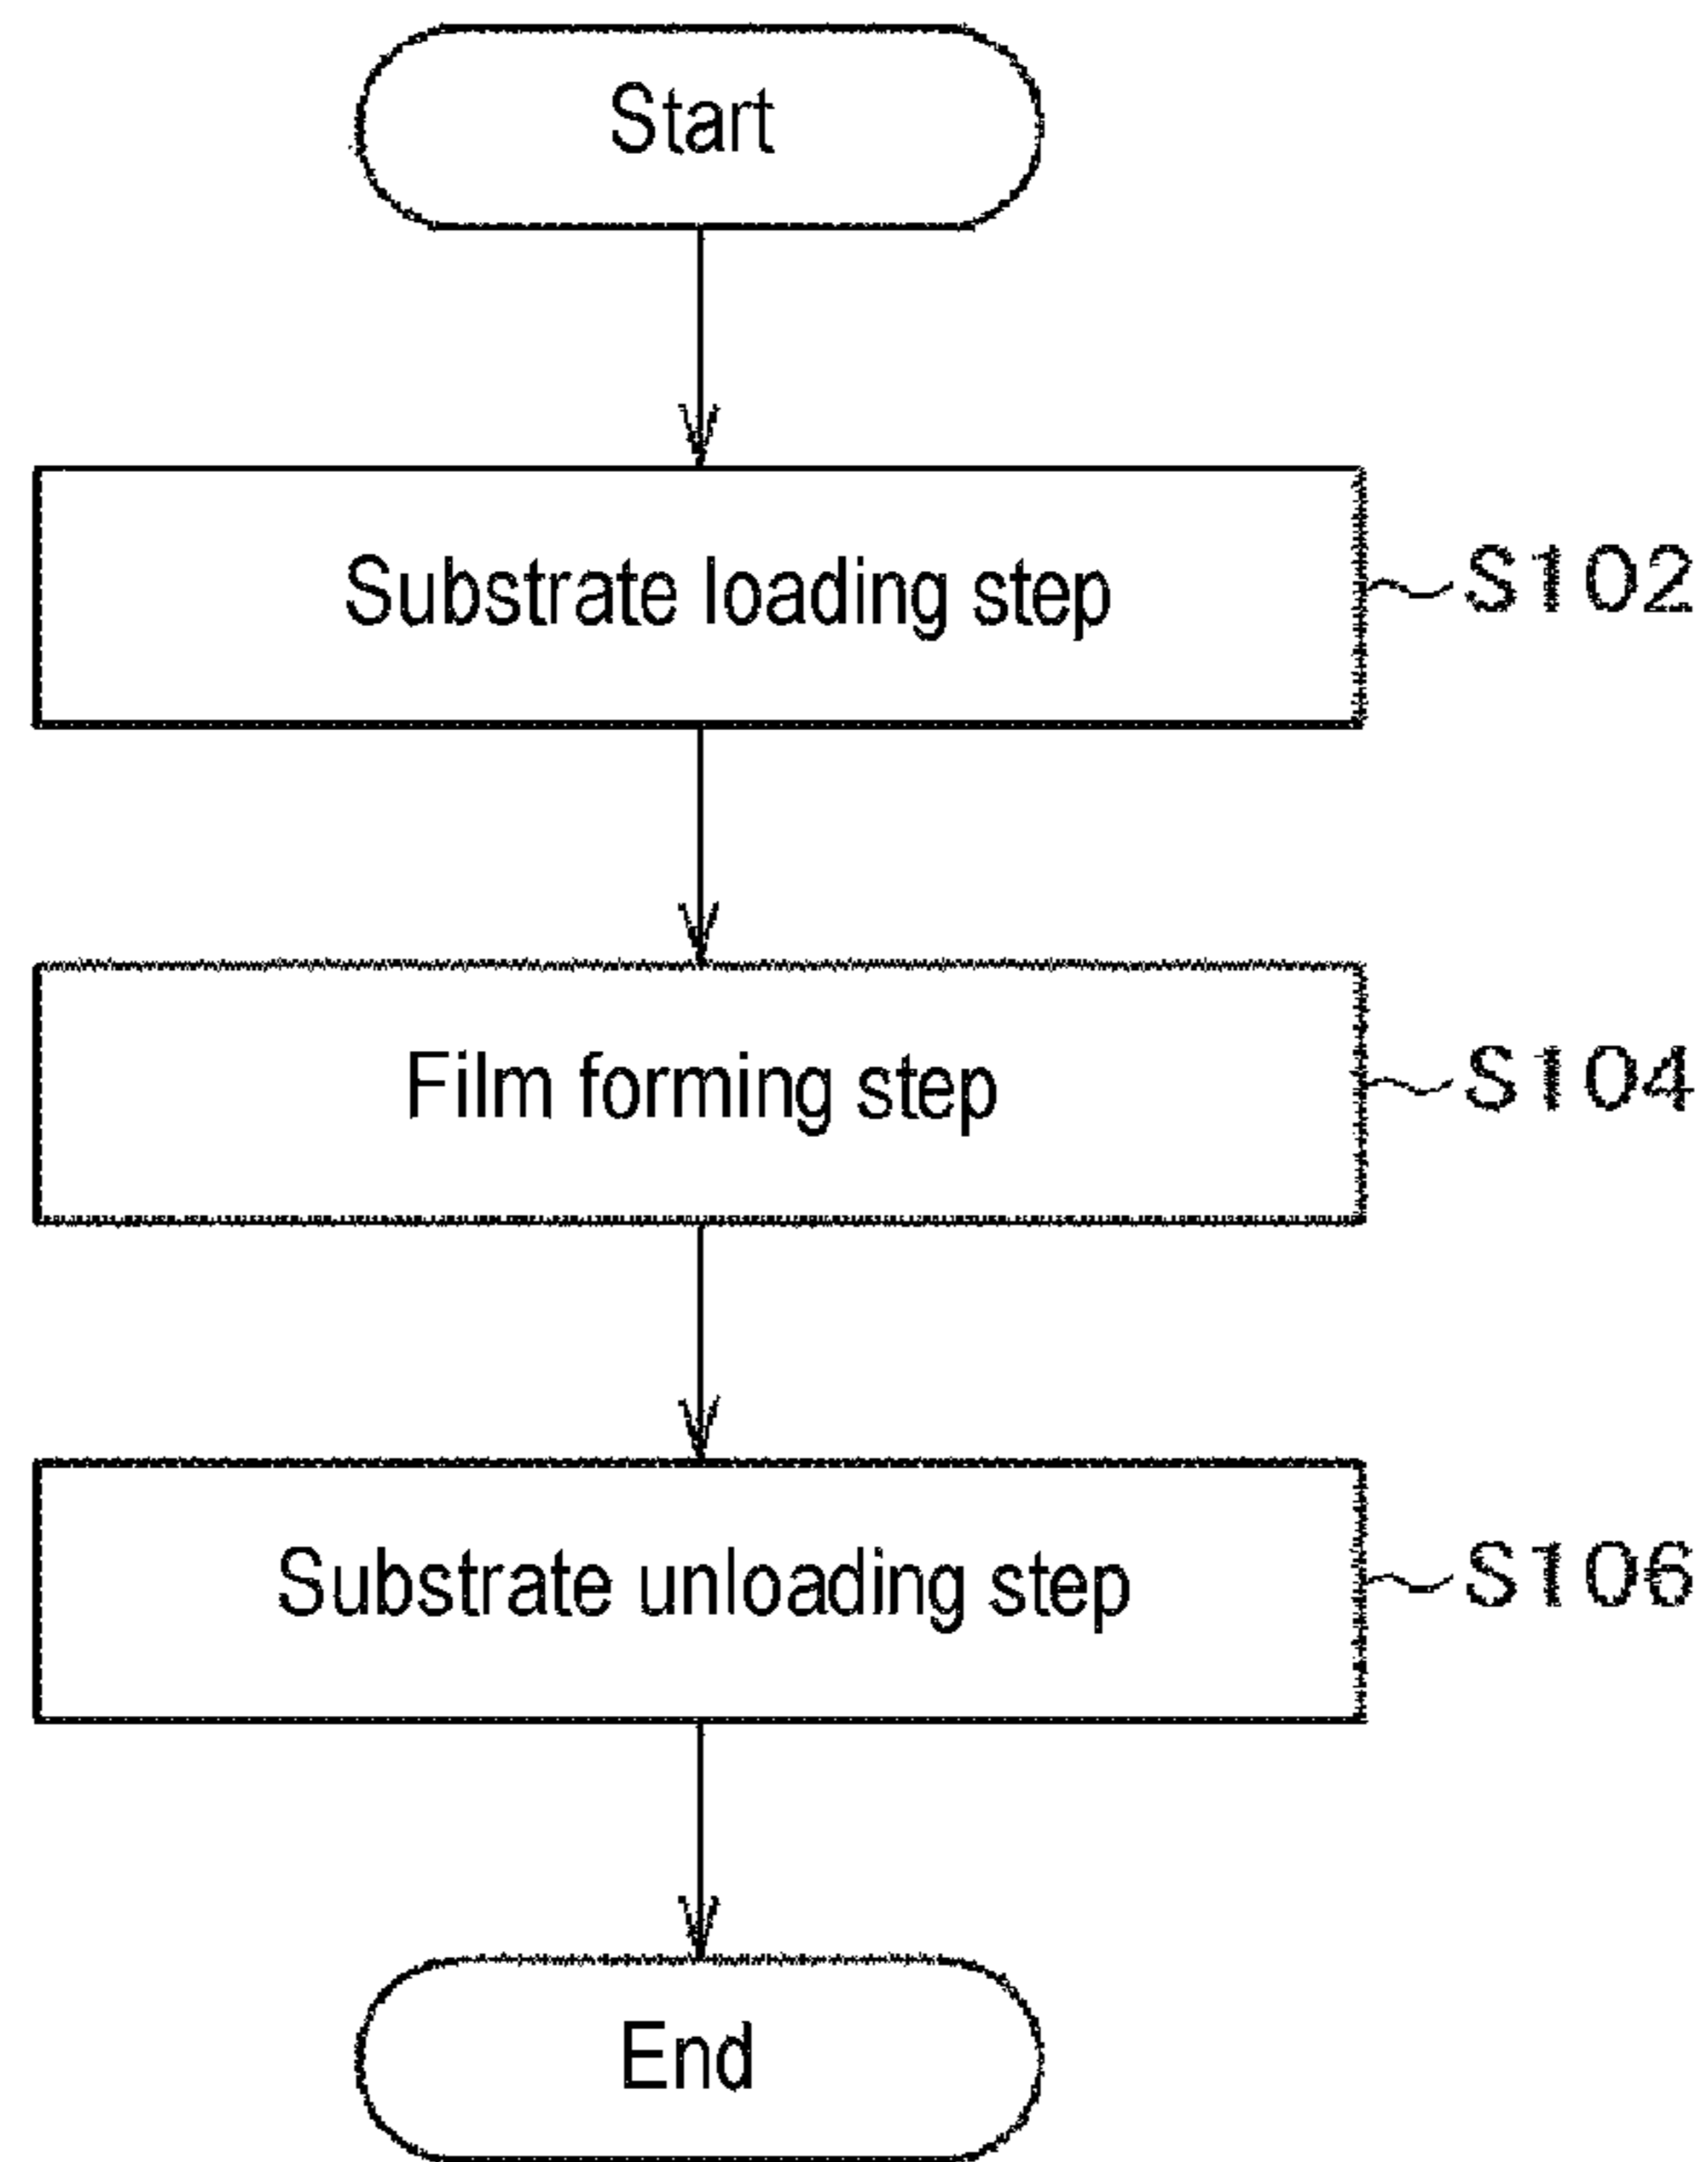 Start
Substrate loading step
S102
Film forming step
S104
Substrate unloading step
S106
End